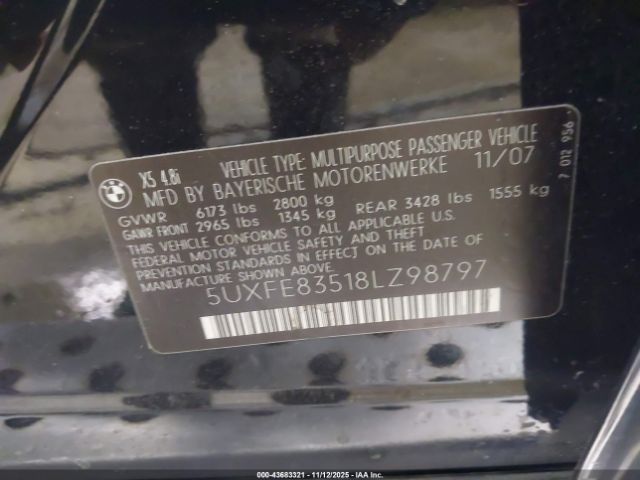 BMW
X5 4.8i VEHICLE TYPE: MULTIPURPOSE PASSENGER VEHICLE
MFD BY BAYERISCHE MOTORENWERKE 11/07
GVWR 6173 lbs 2800 kg
GAWR FRONT 2965 lbs 1345 kg REAR 3428 lbs 1555 kg
THIS VEHICLE CONFORMS TO ALL APPLICABLE U.S.
FEDERAL MOTOR VEHICLE SAFETY AND THEFT
PREVENTION STANDARDS IN EFFECT ON THE DATE OF
MANUFACTURE SHOWN ABOVE.
5UXFE83518LZ98797
7 012 956
00-43683321 - 11/12/2025 - IAA Inc.